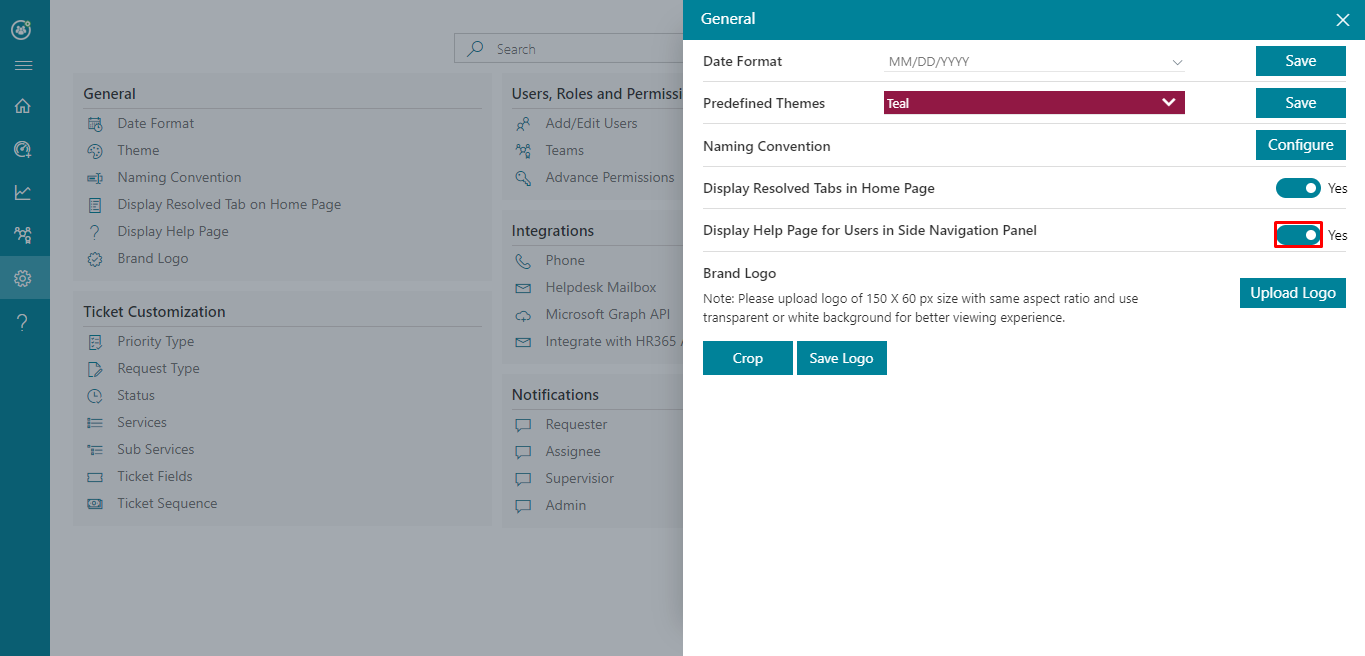 Search
General
Date Format
Theme
Naming Convention
Display Resolved Tab on Home Page
Display Help Page
Brand Logo
Ticket Customization
Priority Type
Request Type
Status
Services
Sub Services
Ticket Fields
Ticket Sequence
Users, Roles and Permissi
Add/Edit Users
Teams
Advance Permissions
Integrations
Phone
Helpdesk Mailbox
Microsoft Graph API
Integrate with HR365
Notifications
Requester
Assignee
Supervisior
Admin
General
Date Format MM/DD/YYYY Save
Predefined Themes Teal Save
Naming Convention Configure
Display Resolved Tabs in Home Page Yes
Display Help Page for Users in Side Navigation Panel Yes
Brand Logo
Note: Please upload logo of 150 X 60 px size with same aspect ratio and use
transparent or white background for better viewing experience.
Upload Logo
Crop Save Logo